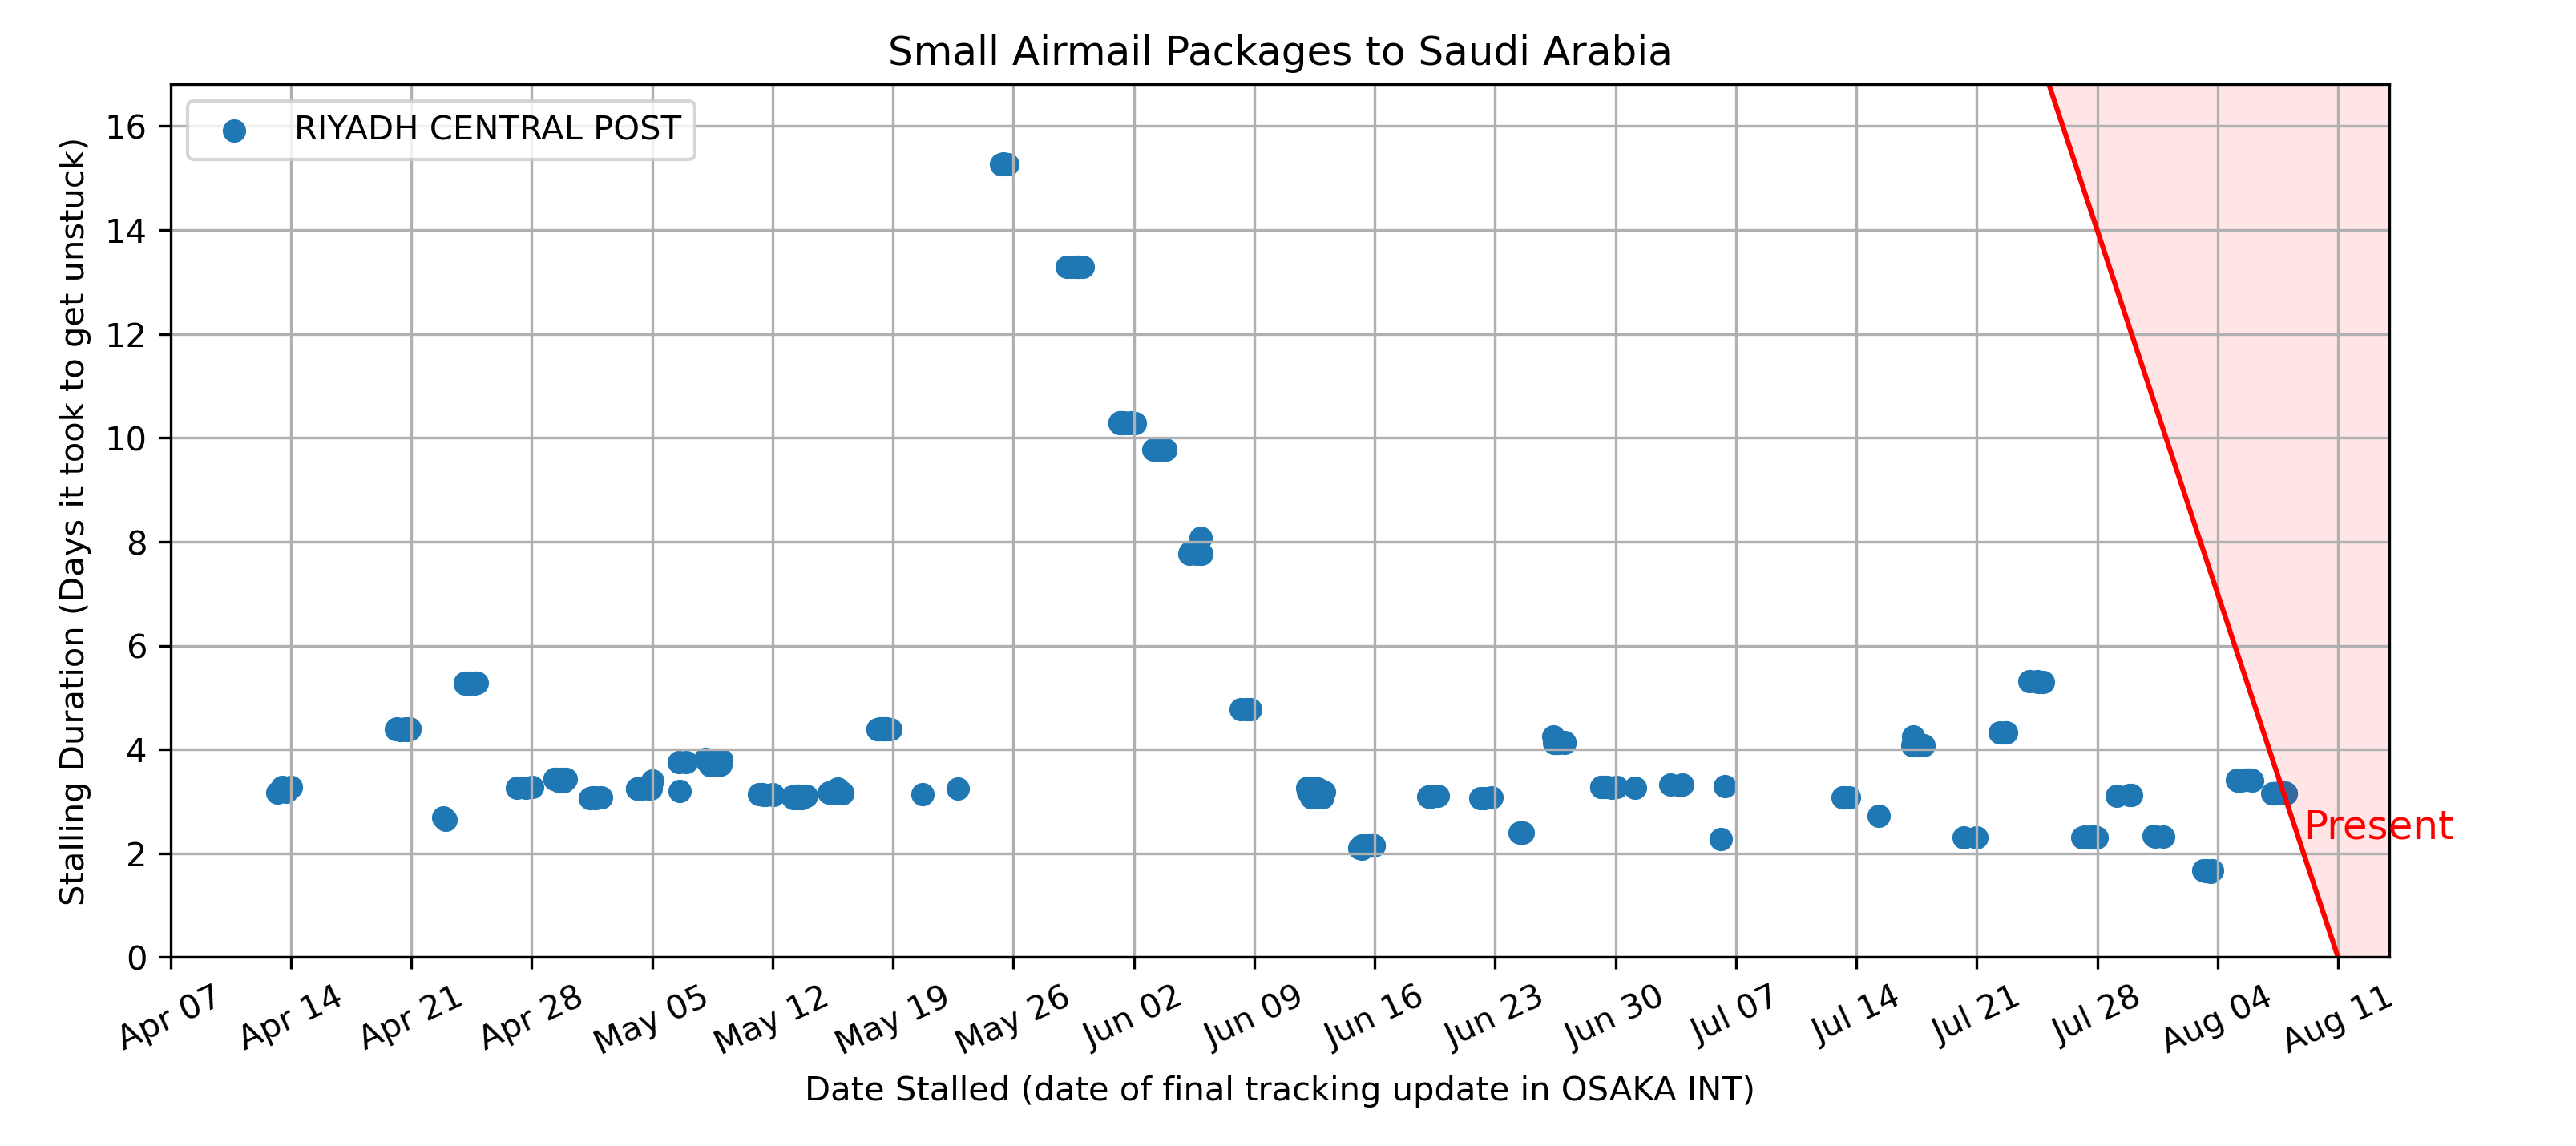 Small Airmail Packages to Saudi Arabia
RIYADH CENTRAL POST
Stalling Duration (Days it took to get unstuck)
16
14
12
10
8
6
4
2
0
Present
Apr 07 Apr 14 Apr 21 Apr 28 May 05 May 12 May 19 May 26 Jun 02 Jun 09 Jun 16 Jun 23 Jun 30 Jul 07 Jul 14 Jul 21 Jul 28 Aug 04 Aug 11
Date Stalled (date of final tracking update in OSAKA INT)